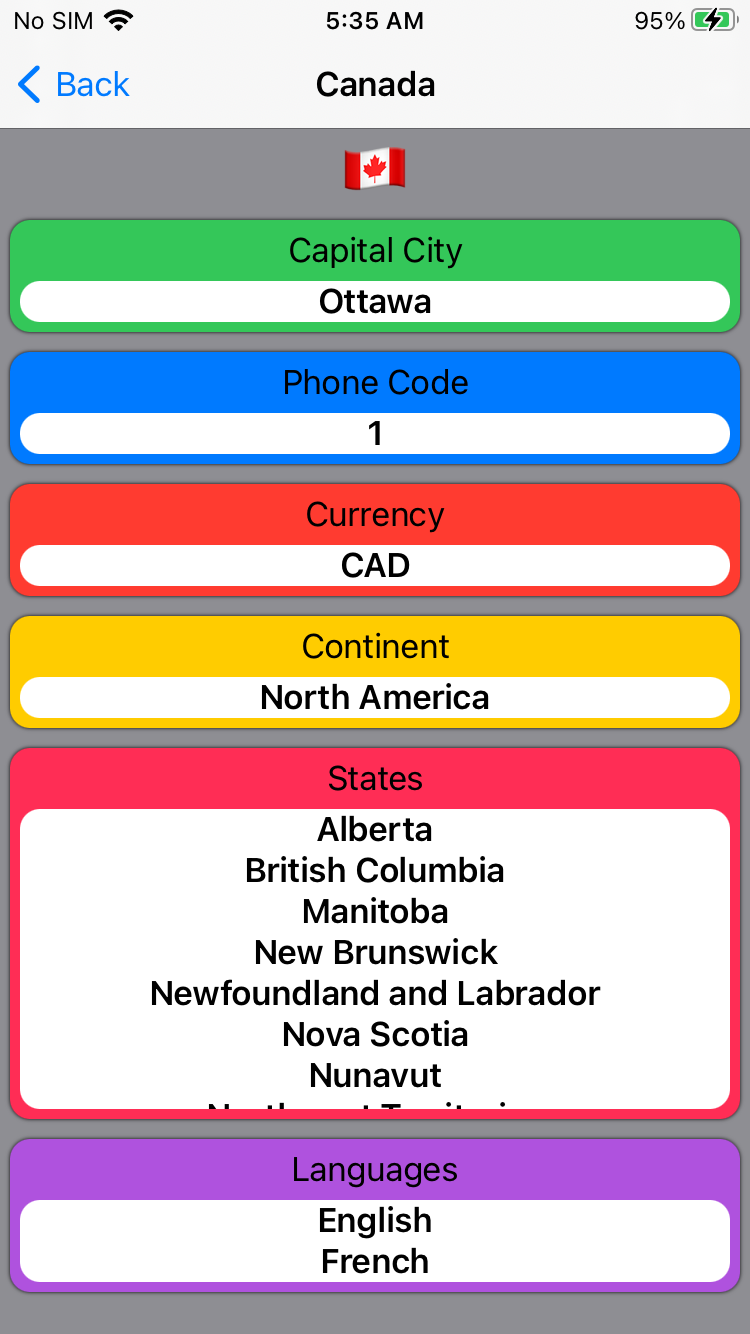 No SIM 5:35 AM 95%
Back Canada
Capital City
Ottawa
Phone Code
1
Currency
CAD
Continent
North America
States
Alberta
British Columbia
Manitoba
New Brunswick
Newfoundland and Labrador
Nova Scotia
Nunavut
Languages
English
French